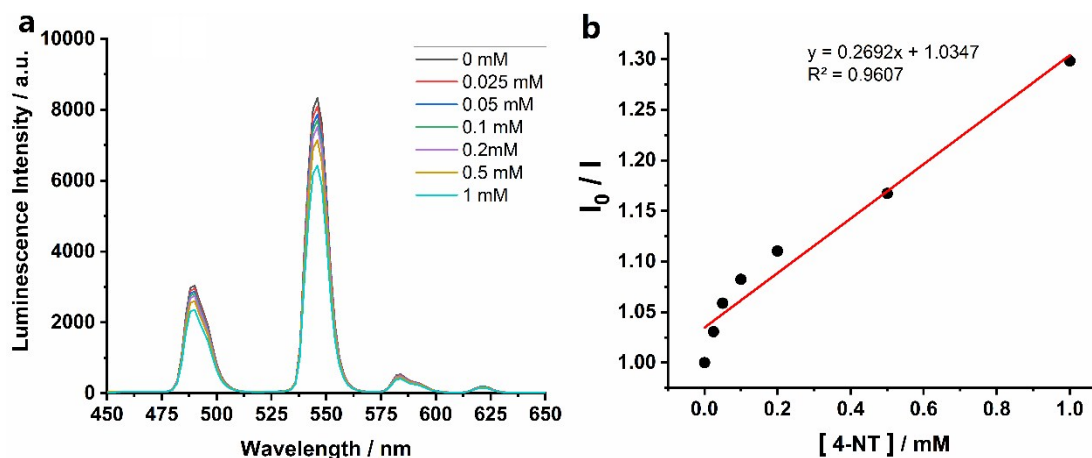 a
Luminescence Intensity / a.u.
10000
8000
6000
4000
2000
0
450 475 500 525 550 575 600 625 650
Wavelength / nm
0 mM
0.025 mM
0.05 mM
0.1 mM
0.2mM
0.5 mM
1 mM
b
I₀ / I
1.30
1.25
1.20
1.15
1.10
1.05
1.00
0.0 0.2 0.4 0.6 0.8 1.0
[ 4-NT ] / mM
y = 0.2692x + 1.0347
R² = 0.9607